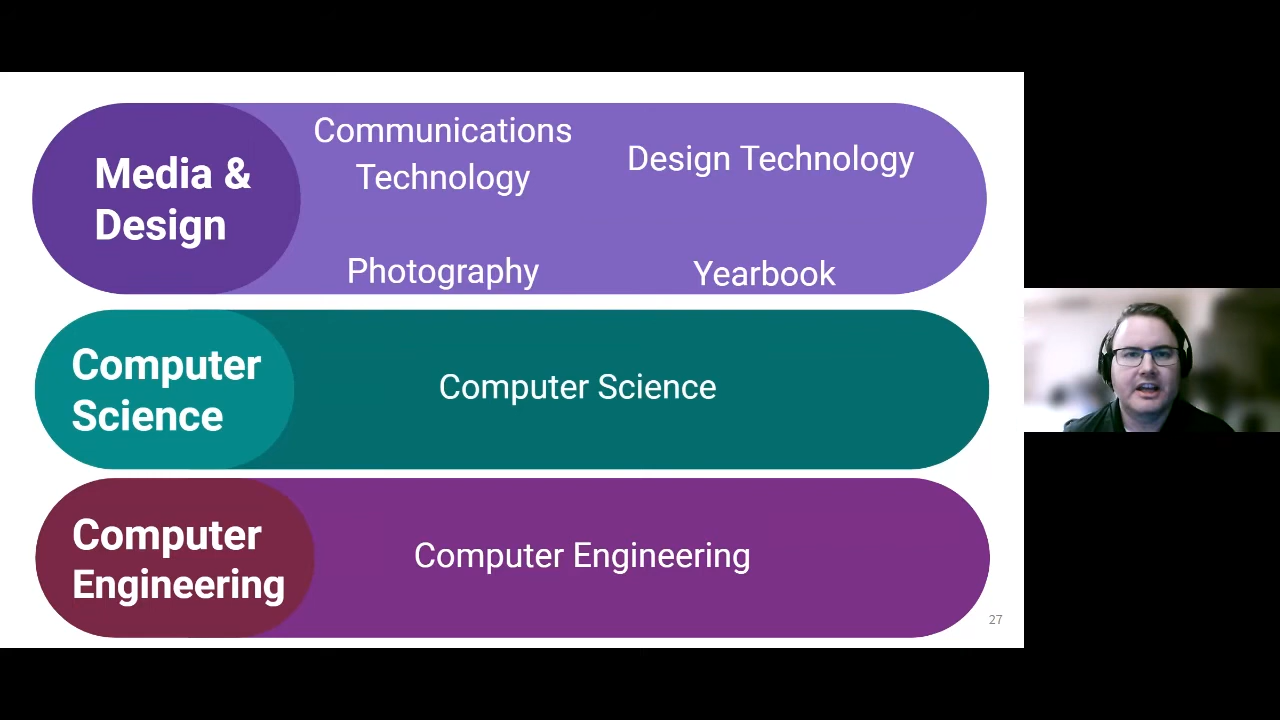 Media &
Design
Communications
Technology
Design Technology
Photography
Yearbook
Computer
Science
Computer Science
Computer
Engineering
Computer Engineering
27